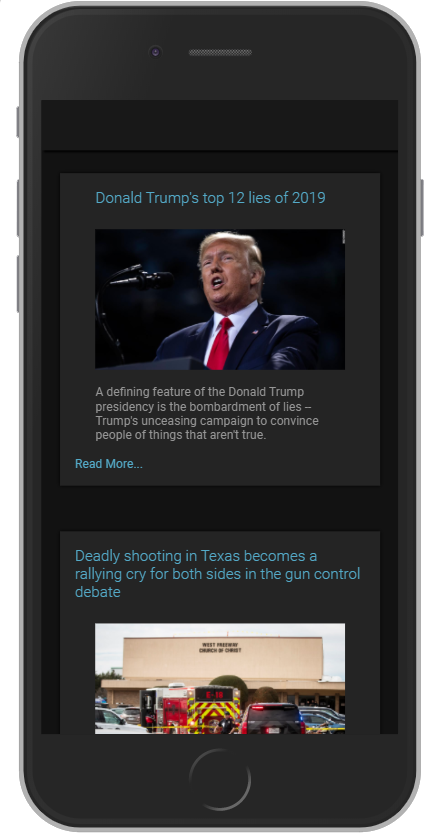 Donald Trump's top 12 lies of 2019
A defining feature of the Donald Trump
presidency is the bombardment of lies --
Trump's unceasing campaign to convince
people of things that aren't true.
Read More...
Deadly shooting in Texas becomes a
rallying cry for both sides in the gun control
debate
WEST FREEWAY
CHURCH OF CHRIST